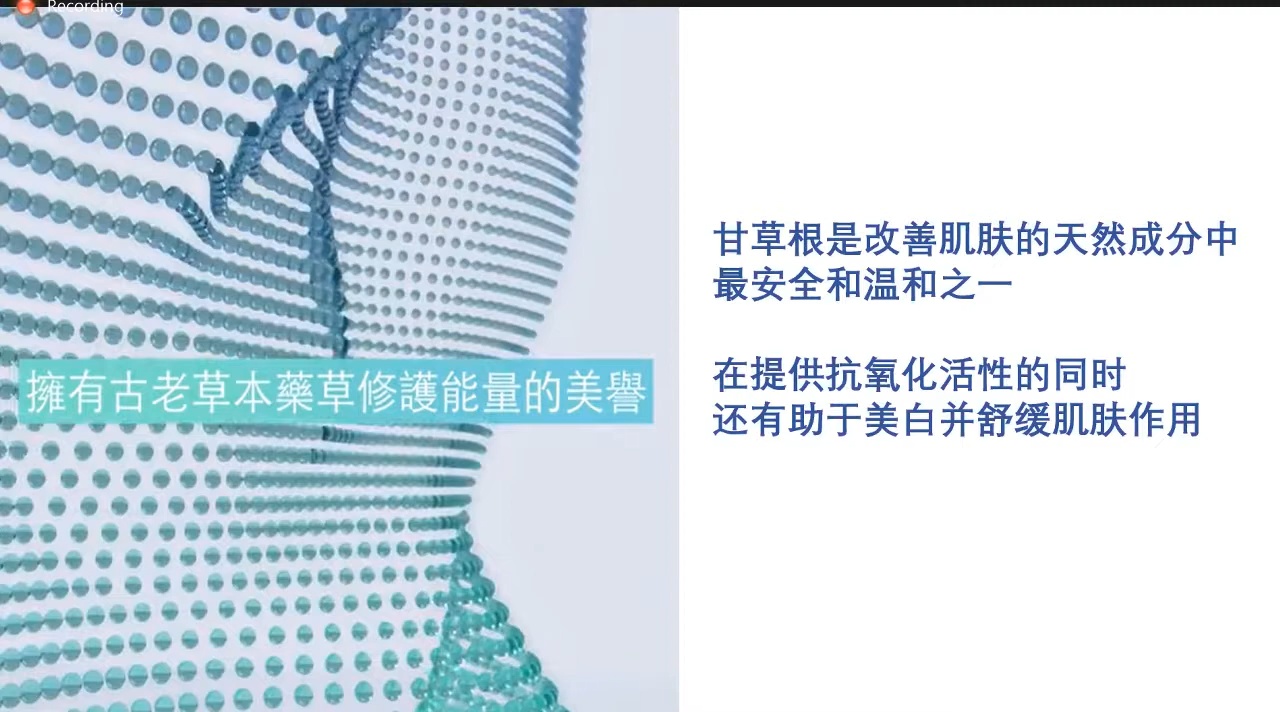 Recording
擁有古老草本藥草修護能量的美譽
甘草根是改善肌肤的天然成分中
最安全和温和之一
在提供抗氧化活性的同时
还有助于美白并舒缓肌肤作用